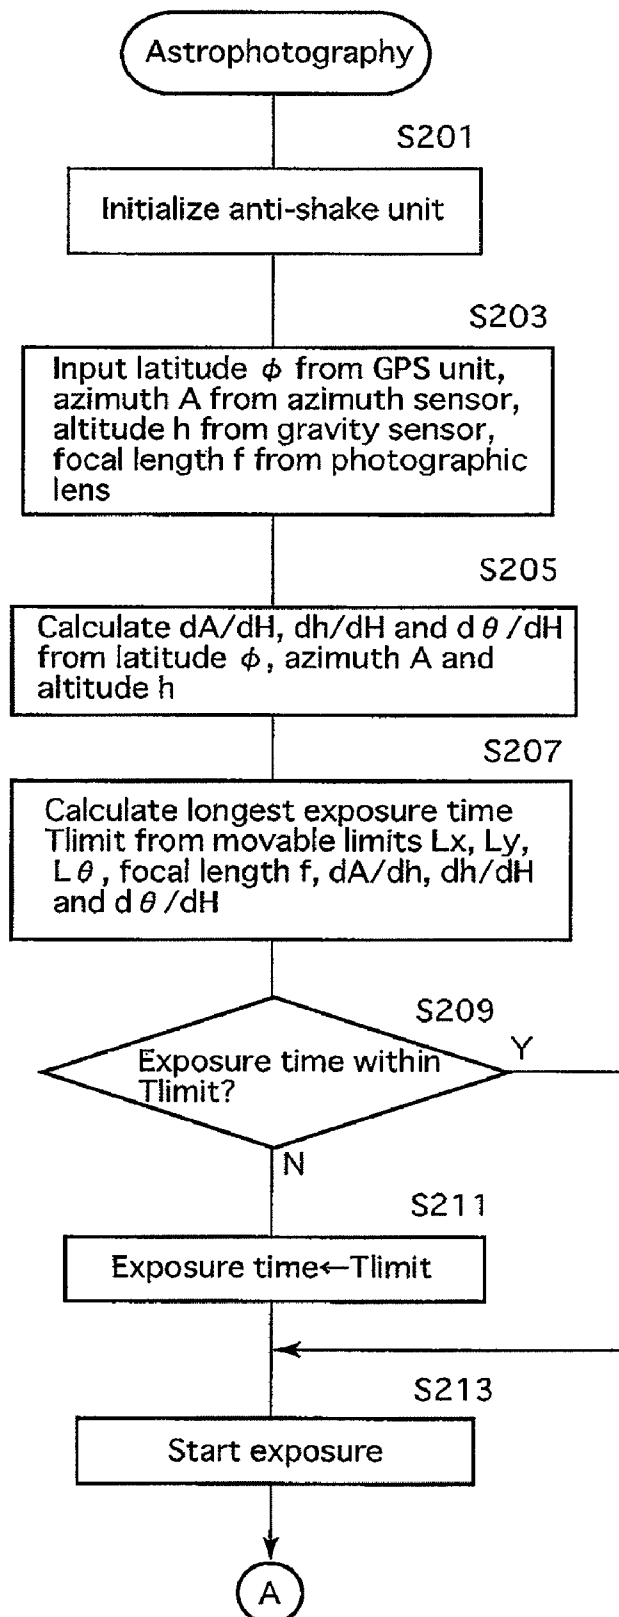 Astrophotography
S201
Initialize anti-shake unit
S203
Input latitude ϕ from GPS unit,
azimuth A from azimuth sensor,
altitude h from gravity sensor,
focal length f from photographic
lens
S205
Calculate dA/dH, dh/dH and dθ/dH
from latitude ϕ, azimuth A and
altitude h
S207
Calculate longest exposure time
Tlimit from movable limits Lx, Ly,
Lθ, focal length f, dA/dh, dh/dH
and dθ/dH
S209
Exposure time within
Tlimit?
Y
N
S211
Exposure time←Tlimit
S213
Start exposure
A